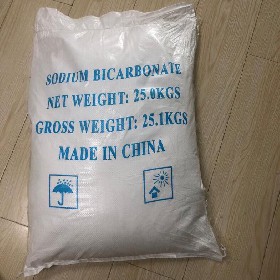 SODIUM BICARBONATE
NET WEIGHT: 25.0KGS
GROSS WEIGHT: 25.1KGS
MADE IN CHINA